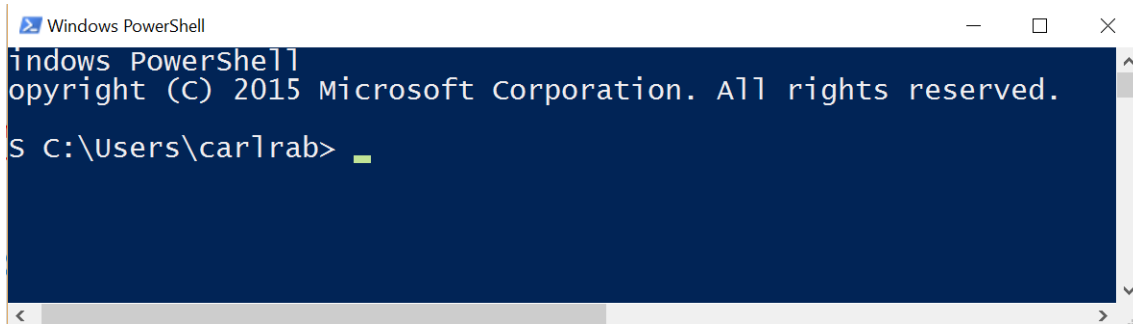 Windows PowerShell
indows PowerShell
opyright (C) 2015 Microsoft Corporation. All rights reserved.
S C:\Users\carlrab>